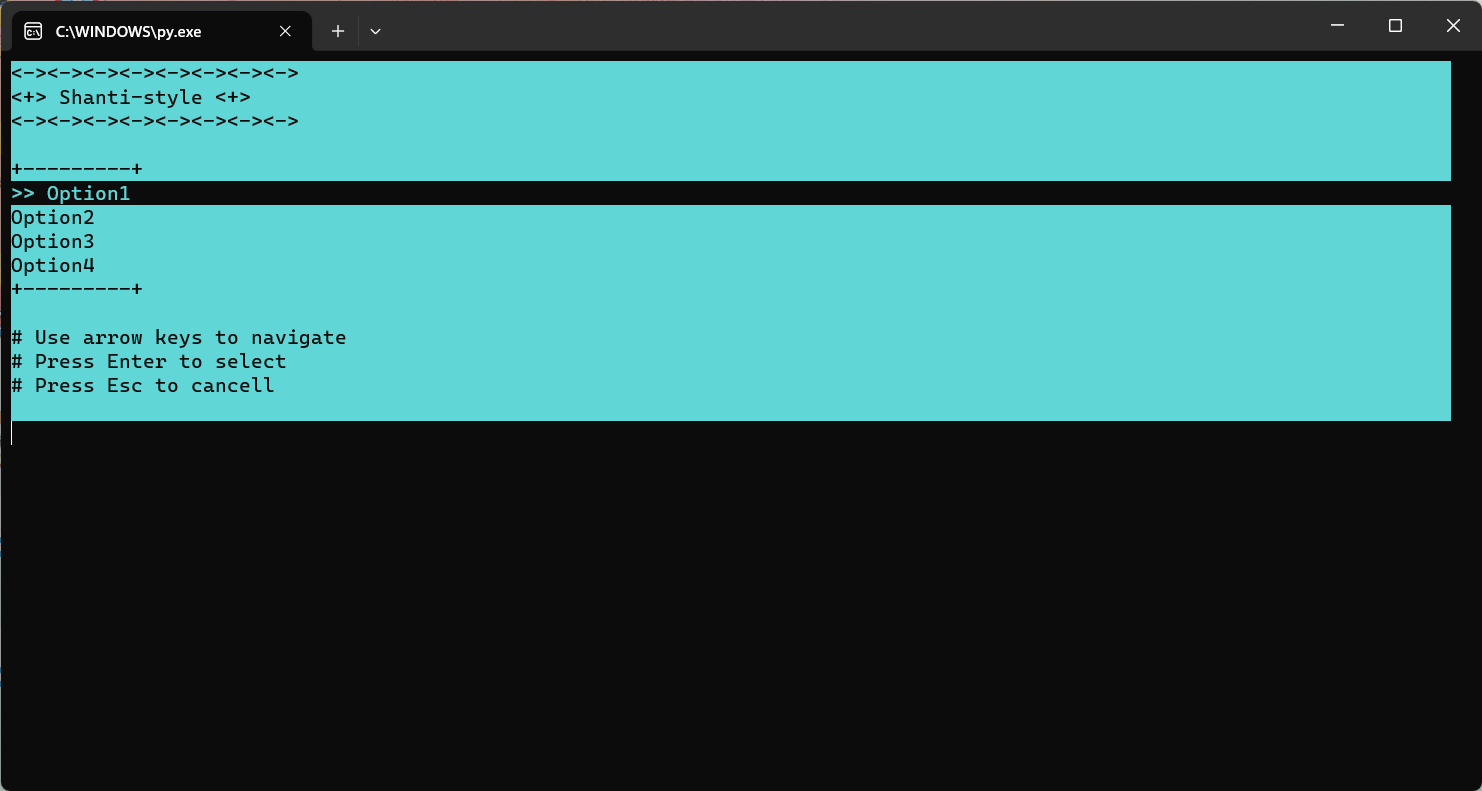 C:\WINDOWS\py.exe
<-><-><-><-><-><-><-><->
<+> Shanti-style <+>
<-><-><-><-><-><-><-><->
+---------+
>> Option1
Option2
Option3
Option4
+---------+
# Use arrow keys to navigate
# Press Enter to select
# Press Esc to cancell